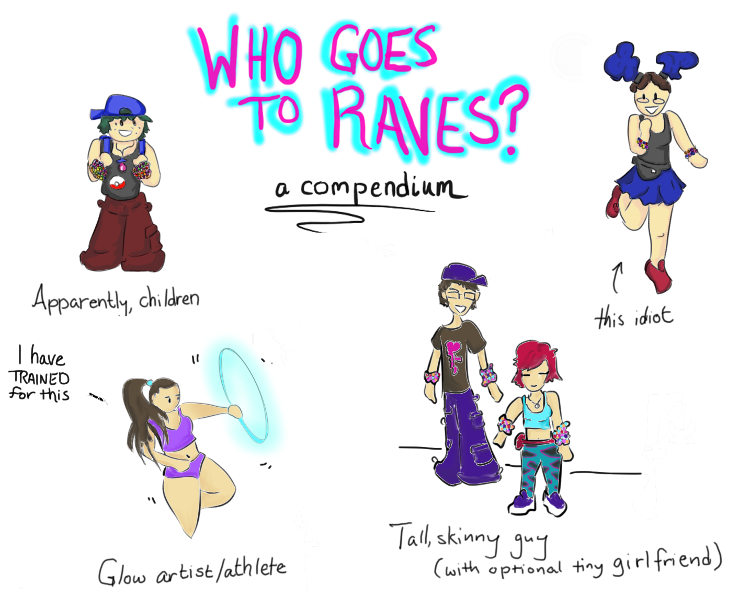 WHO GOES
TO RAVES?
a compendium
Apparently, children
this idiot
I have
TRAINED
for this
Glow artist/athlete
Tall, skinny guy
(with optional tiny girlfriend)